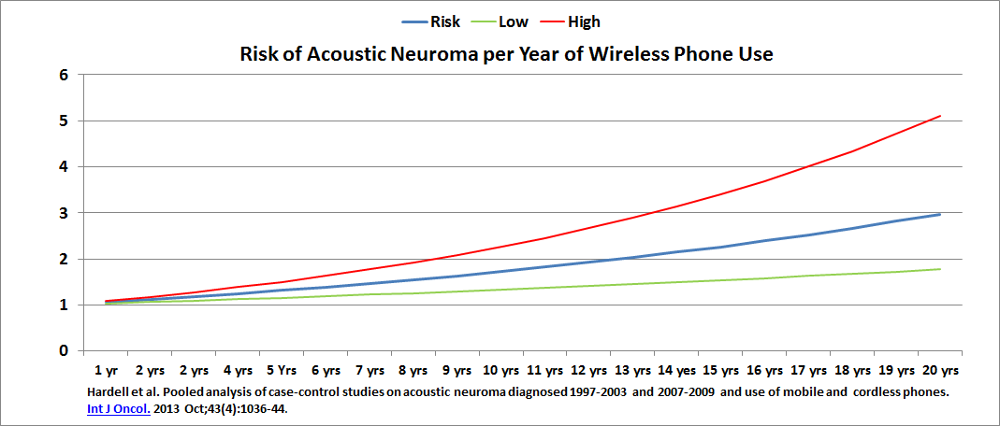 Risk Low High
Risk of Acoustic Neuroma per Year of Wireless Phone Use
6
5
4
3
2
1
0
1 yr 2 yrs 2 yrs 4 yrs 5 Yrs 6 yrs 7 yrs 8 yrs 9 yrs 10 yrs 11 yrs 12 yrs 13 yrs 14 yes 15 yrs 16 yrs 17 yrs 18 yrs 19 yrs 20 yrs
Hardell et al. Pooled analysis of case-control studies on acoustic neuroma diagnosed 1997-2003 and 2007-2009 and use of mobile and cordless phones.
Int J Oncol. 2013 Oct;43(4):1036-44.